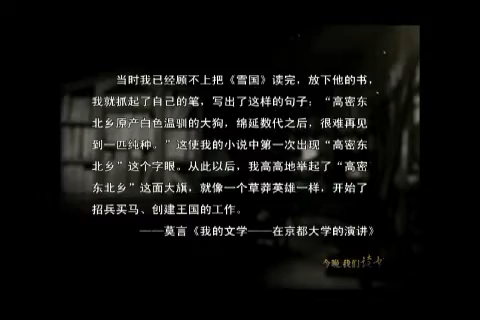 当时我已经顾不上把《雪国》读完，放下他的书，
我就抓起了自己的笔，写出了这样的句子：“高密东
北乡原产白色温驯的大狗，绵延数代之后，很难再见
到一匹纯种。”这使我的小说中第一次出现“高密东
北乡”这个字眼。从此以后，我高高地举起了“高密
东北乡”这面大旗，就像一个草莽英雄一样，开始了
招兵买马、创建王国的工作。
——莫言《我的文学——在京都大学的演讲》
今晚我们读书